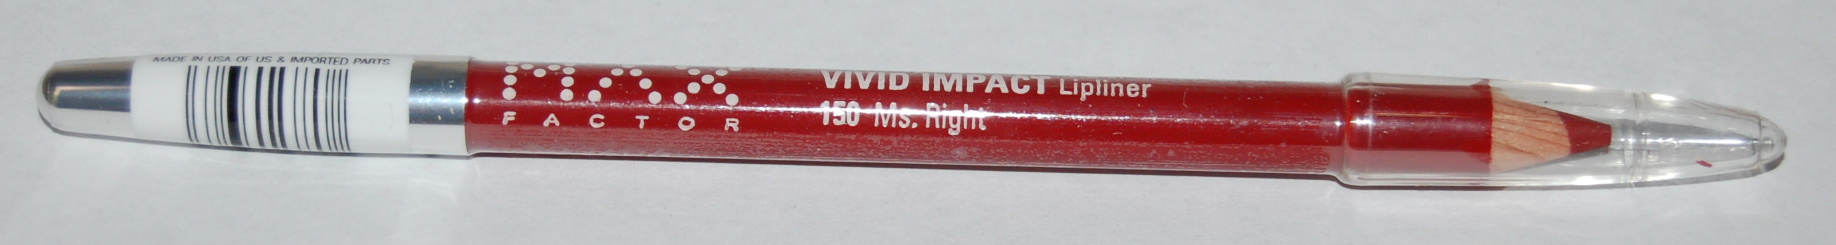 MADE IN USA OF US & IMPORTED PARTS
MAX
FACTOR
VIVID IMPACT Lipliner
150 Ms. Right